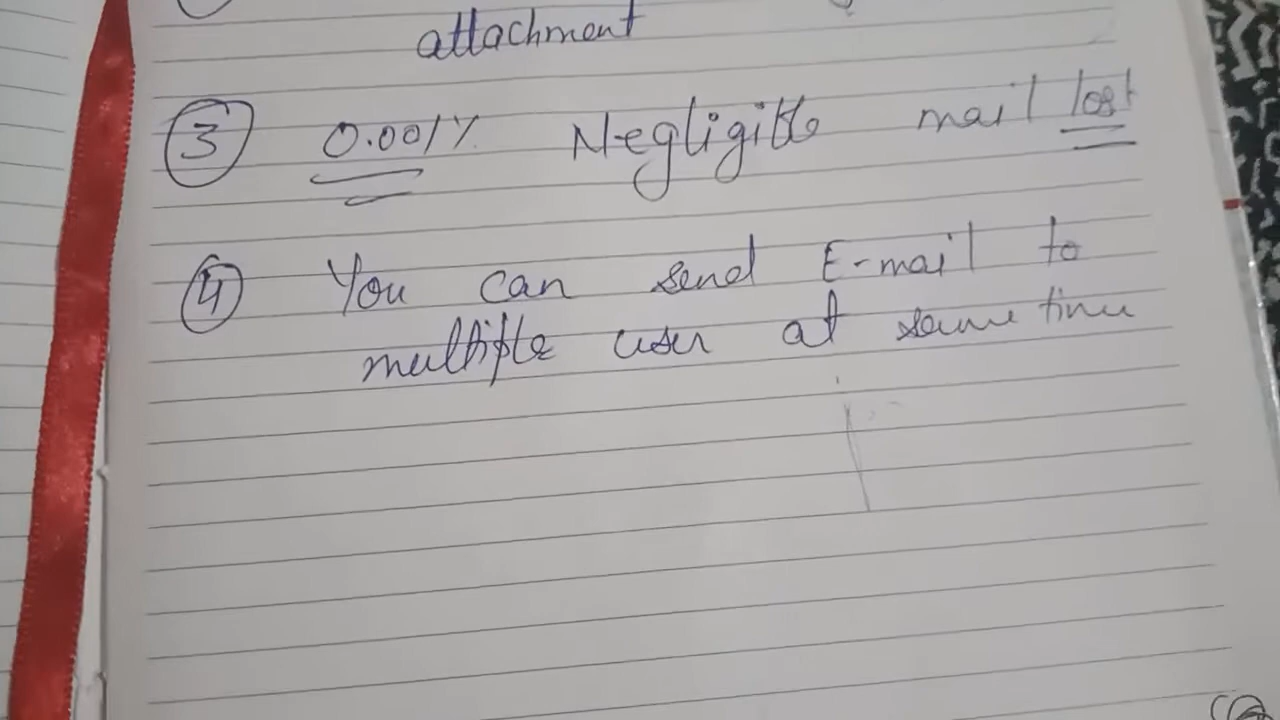 attachment
③ 0.001% Negligible mail lost
④ You can send E-mail to
multiple user at same time